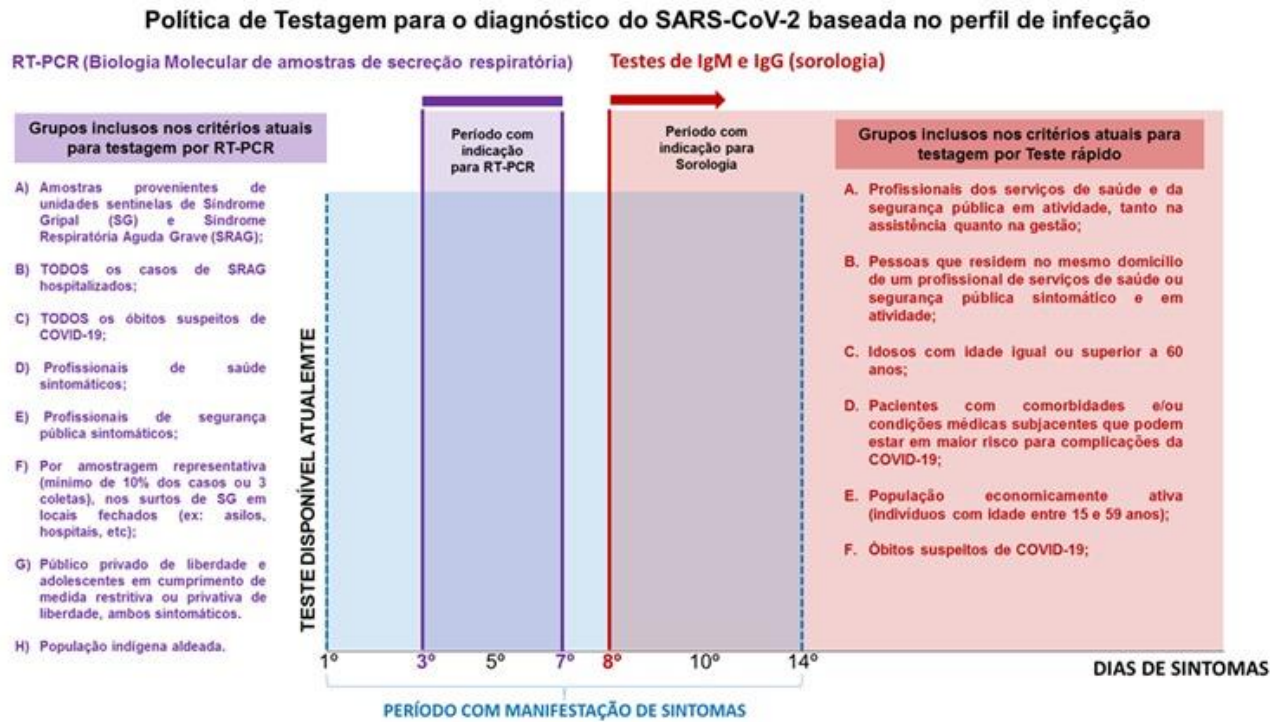 Política de Testagem para o diagnóstico do SARS-CoV-2 baseada no perfil de infecção
RT-PCR (Biologia Molecular de amostras de secreção respiratória)
Testes de IgM e IgG (sorologia)
Grupos inclusos nos critérios atuais
para testagem por RT-PCR
A) Amostras provenientes de
unidades sentinelas de Síndrome
Gripal (SG) e Síndrome
Respiratória Aguda Grave (SRAG);
B) TODOS os casos de SRAG
hospitalizados;
C) TODOS os óbitos suspeitos de
COVID-19;
D) Profissionais de saúde
sintomáticos;
E) Profissionais de segurança
pública sintomáticos;
F) Por amostragem representativa
(mínimo de 10% dos casos ou 3
coletas), nos surtos de SG em
locais fechados (ex: asilos,
hospitais, etc);
G) Público privado de liberdade e
adolescentes em cumprimento de
medida restritiva ou privativa de
liberdade, ambos sintomáticos.
H) População indígena aldeada.
TESTE DISPONÍVEL ATUALEMTE
Período com
indicação
para RT-PCR
Período com
indicação para
Sorologia
Grupos inclusos nos critérios atuais para
testagem por Teste rápido
A. Profissionais dos serviços de saúde e da
segurança pública em atividade, tanto na
assistência quanto na gestão;
B. Pessoas que residem no mesmo domicílio
de um profissional de serviços de saúde ou
segurança pública sintomático e em
atividade;
C. Idosos com idade igual ou superior a 60
anos;
D. Pacientes com comorbidades e/ou
condições médicas subjacentes que podem
estar em maior risco para complicações da
COVID-19;
E. População economicamente ativa
(indivíduos com idade entre 15 e 59 anos);
F. Óbitos suspeitos de COVID-19;
1º 3º 5º 7º 8º 10º 14º
DIAS DE SINTOMAS
PERÍODO COM MANIFESTAÇÃO DE SINTOMAS